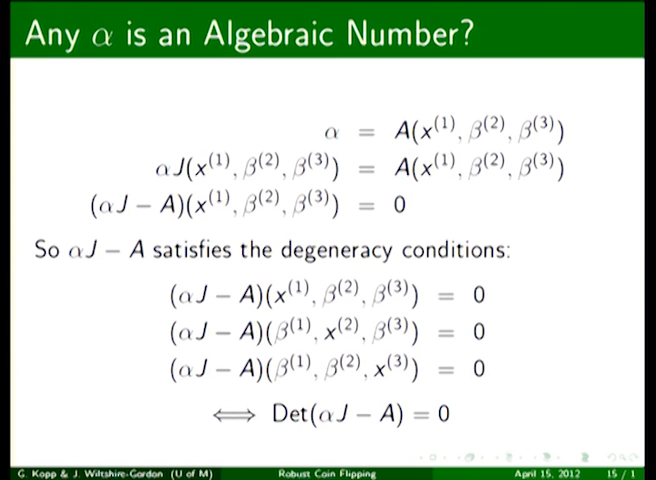 Any α is an Algebraic Number?
α = A(x⁽¹⁾, β⁽²⁾, β⁽³⁾)
αJ(x⁽¹⁾, β⁽²⁾, β⁽³⁾) = A(x⁽¹⁾, β⁽²⁾, β⁽³⁾)
(αJ − A)(x⁽¹⁾, β⁽²⁾, β⁽³⁾) = 0
So αJ − A satisfies the degeneracy conditions:
(αJ − A)(x⁽¹⁾, β⁽²⁾, β⁽³⁾) = 0
(αJ − A)(β⁽¹⁾, x⁽²⁾, β⁽³⁾) = 0
(αJ − A)(β⁽¹⁾, β⁽²⁾, x⁽³⁾) = 0
⟺ Det(αJ − A) = 0
G. Kopp & J. Wiltshire-Gordon (U of M) Robust Coin Flipping April 15, 2012 15 / 1